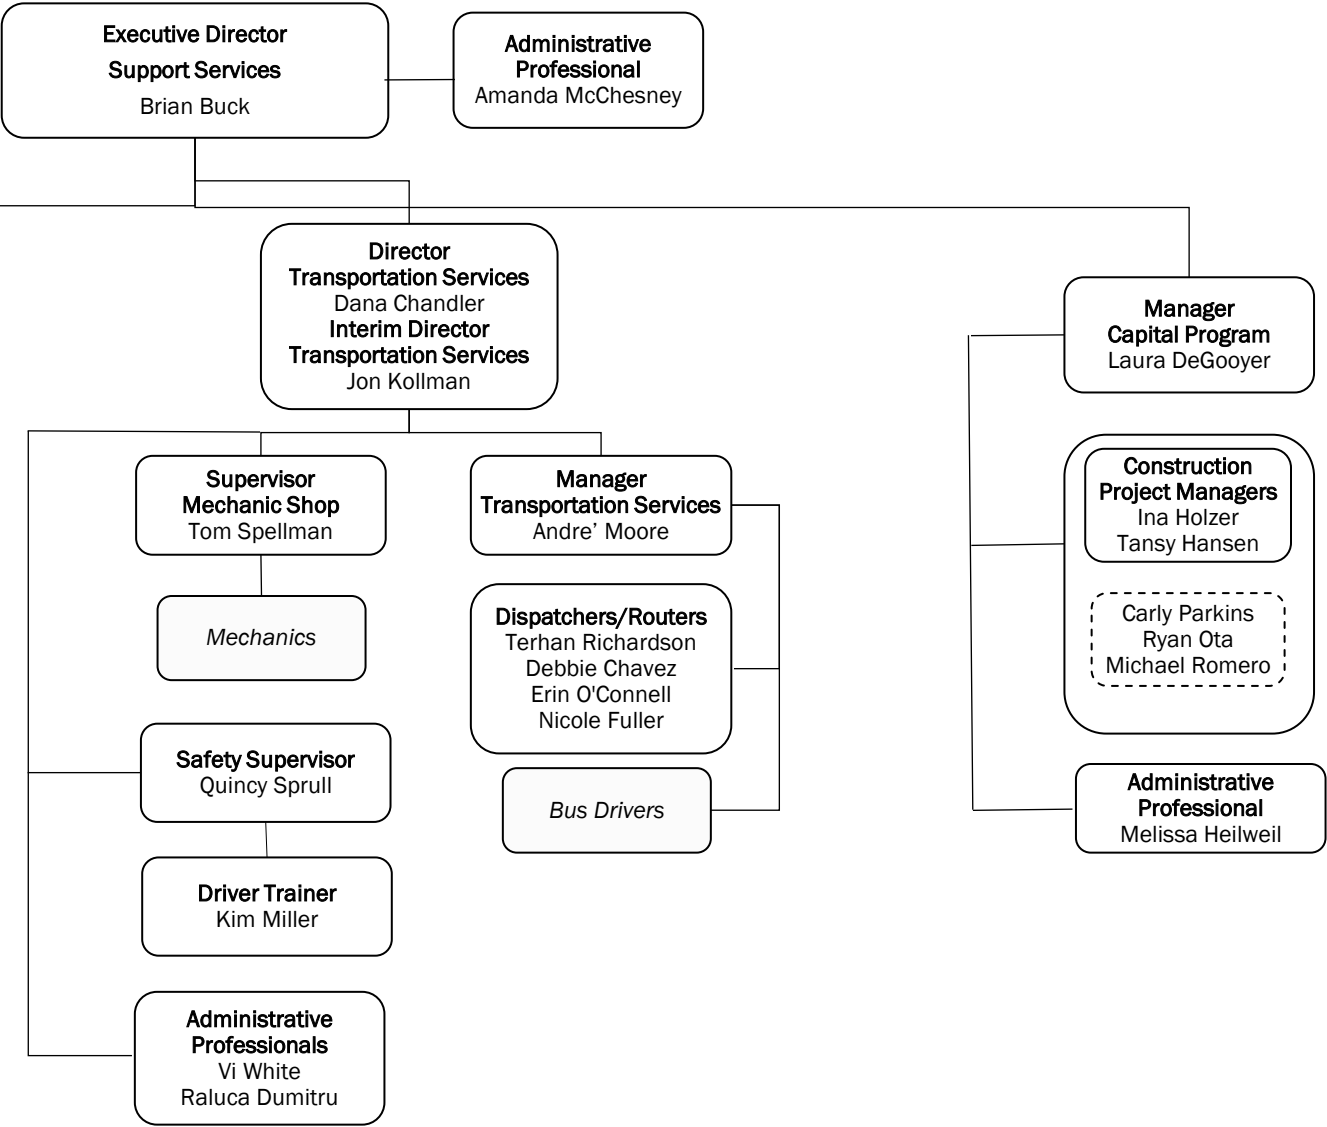 Executive Director
Support Services
Brian Buck
Administrative
Professional
Amanda McChesney
Director
Transportation Services
Dana Chandler
Interim Director
Transportation Services
Jon Kollman
Manager
Capital Program
Laura DeGooyer
Supervisor
Mechanic Shop
Tom Spellman
Mechanics
Manager
Transportation Services
Andre’ Moore
Dispatchers/Routers
Terhan Richardson
Debbie Chavez
Erin O'Connell
Nicole Fuller
Bus Drivers
Construction
Project Managers
Ina Holzer
Tansy Hansen
Carly Parkins
Ryan Ota
Michael Romero
Administrative
Professional
Melissa Heilweil
Safety Supervisor
Quincy Sprull
Driver Trainer
Kim Miller
Administrative
Professionals
Vi White
Raluca Dumitru